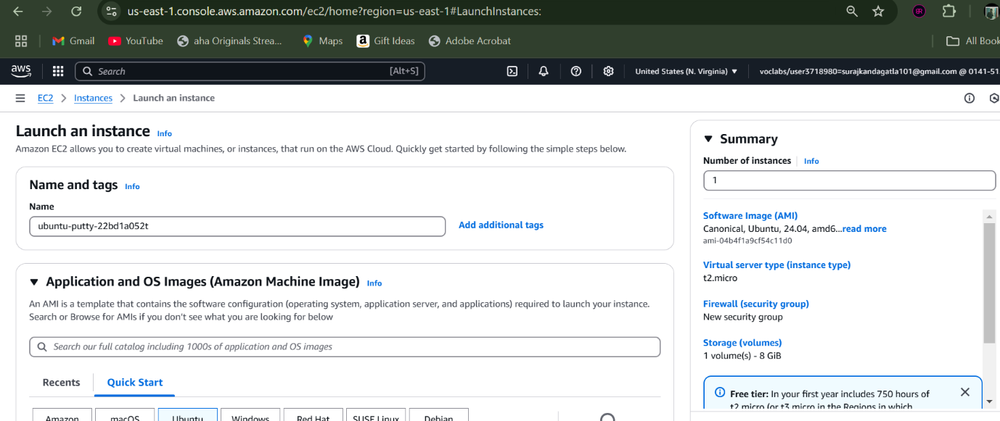 us-east-1.console.aws.amazon.com/ec2/home?region=us-east-1#LaunchInstances:
Gmail YouTube aha Originals Strea... Maps Gift Ideas Adobe Acrobat All Book
aws Search [Alt+S] United States (N. Virginia) voclabs/user3718980=surajkandagatla101@gmail.com @ 0141-51
EC2 Instances Launch an instance
Launch an instance Info
Amazon EC2 allows you to create virtual machines, or instances, that run on the AWS Cloud. Quickly get started by following the simple steps below.
Name and tags Info
Name
ubuntu-putty-22bd1a052t
Add additional tags
Application and OS Images (Amazon Machine Image) Info
An AMI is a template that contains the software configuration (operating system, application server, and applications) required to launch your instance.
Search or Browse for AMIs if you don't see what you are looking for below
Search our full catalog including 1000s of application and OS images
Recents Quick Start
Amazon macOS Ubuntu Windows Red Hat SUSE Linux Debian
Summary
Number of instances Info
1
Software Image (AMI)
Canonical, Ubuntu, 24.04, amd6...read more
ami-04b4f1a9cf54c11d0
Virtual server type (instance type)
t2.micro
Firewall (security group)
New security group
Storage (volumes)
1 volume(s) - 8 GiB
Free tier: In your first year includes 750 hours of
t2.micro (or t3.micro in the Regions in which